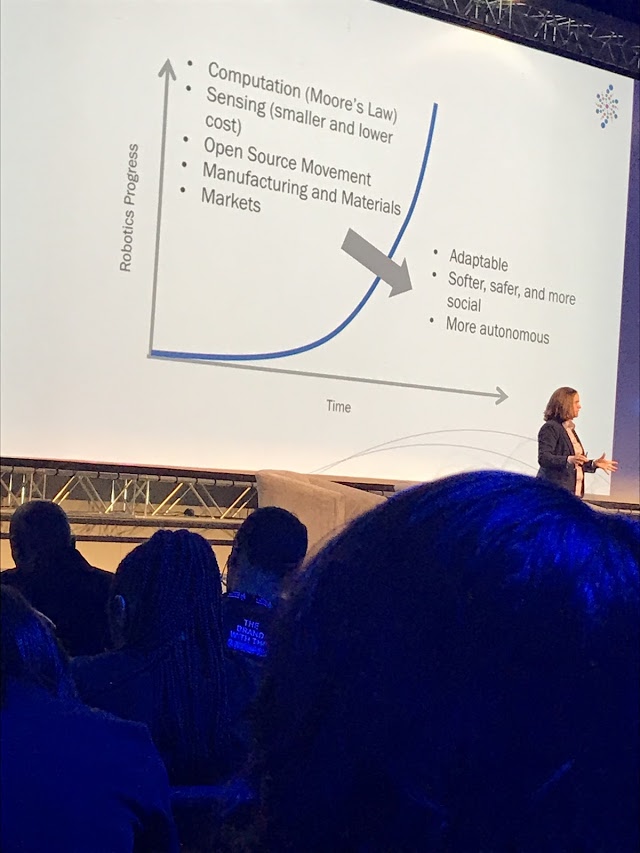 • Computation (Moore's Law)
• Sensing (smaller and lower
cost)
• Open Source Movement
• Manufacturing and Materials
• Markets
Robotics Progress
• Adaptable
• Softer, safer, and more
social
• More autonomous
Time
THE
BRAND
WITH THE